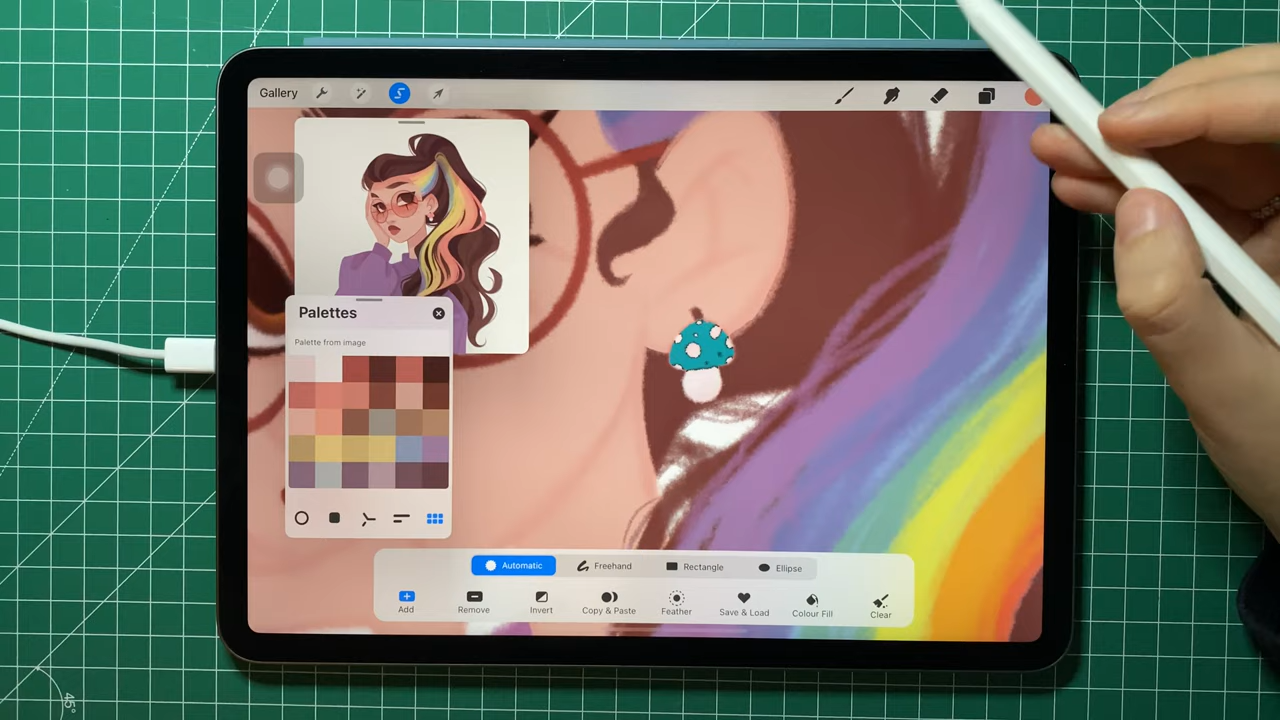 Gallery
Palettes
Palette from image
Automatic
Freehand
Rectangle
Ellipse
Add
Remove
Invert
Copy & Paste
Feather
Save & Load
Colour Fill
Clear
45°